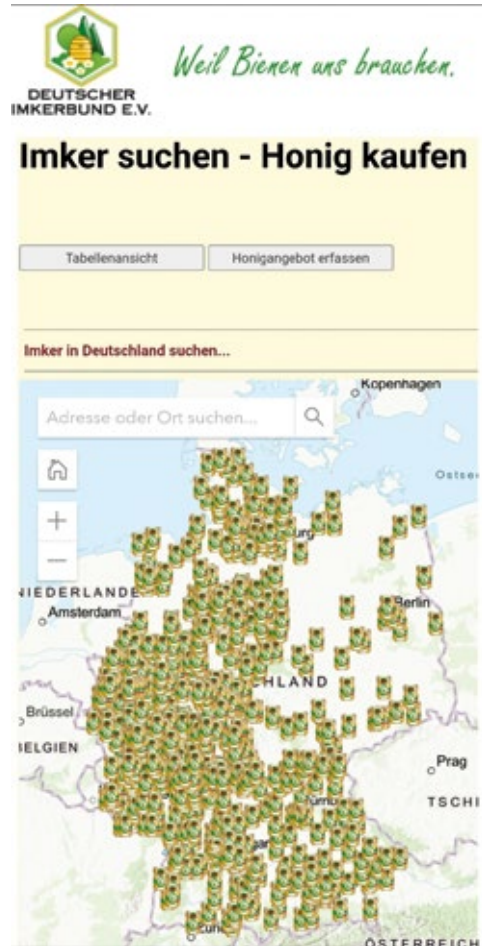 DEUTSCHER
IMKERBUND E.V.
Weil Bienen uns brauchen.
Imker suchen - Honig kaufen
Tabellenansicht
Honigangebot erfassen
Imker in Deutschland suchen...
Kopenhagen
Adresse oder Ort suchen...
NIEDERLANDE
Amsterdam
Berlin
HLAND
Brüssel
BELGIEN
Prag
TSCHI
ÖSTERREICH